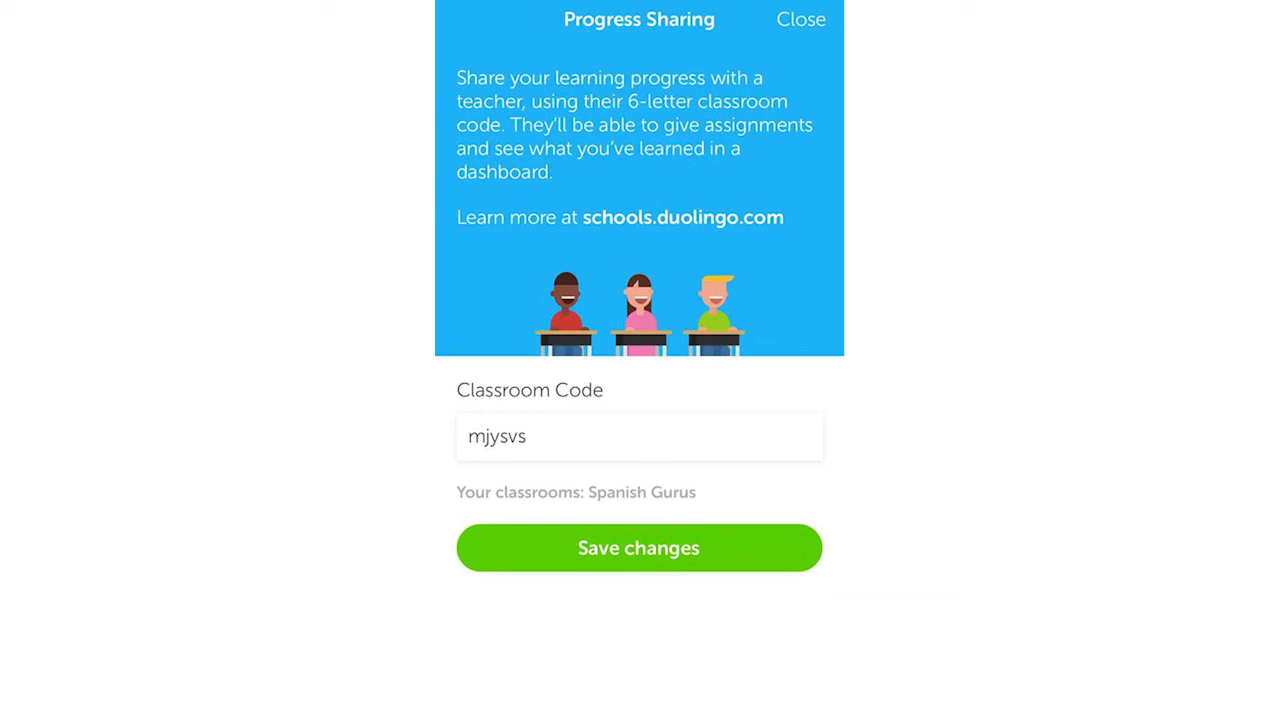 Progress Sharing
Close
Share your learning progress with a
teacher, using their 6-letter classroom
code. They’ll be able to give assignments
and see what you’ve learned in a
dashboard.
Learn more at schools.duolingo.com
Classroom Code
mjysvs
Your classrooms: Spanish Gurus
Save changes